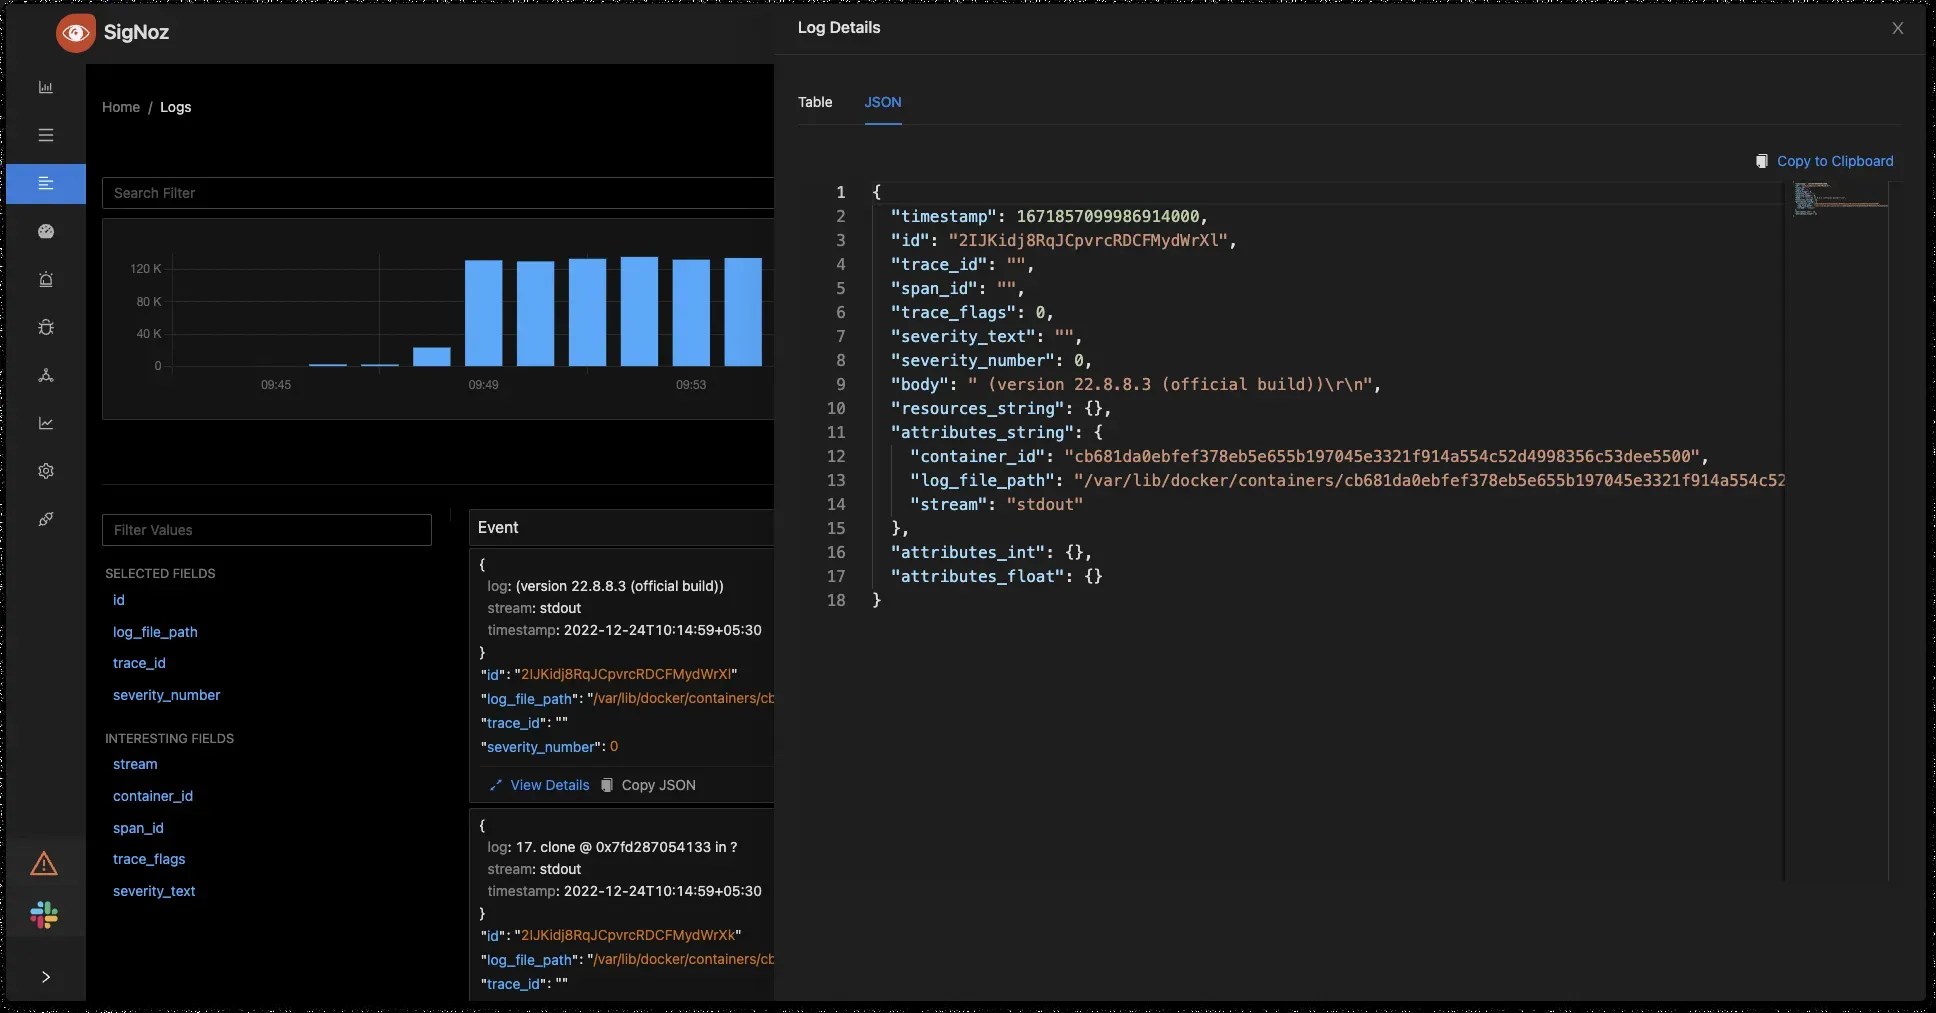 SigNoz
Home / Logs
Search Filter
120 K
80 K
40 K
0
09:45
09:49
09:53
Filter Values
SELECTED FIELDS
id
log_file_path
trace_id
severity_number
INTERESTING FIELDS
stream
container_id
span_id
trace_flags
severity_text
Event
{
log: (version 22.8.8.3 (official build))
stream: stdout
timestamp: 2022-12-24T10:14:59+05:30
}
"id": "2IJKidj8RqJCpvrcRDCFMydWrXl"
"log_file_path": "/var/lib/docker/containers/cb
"trace_id": ""
"severity_number": 0
View Details Copy JSON
{
log: 17. clone @ 0x7fd287054133 in ?
stream: stdout
timestamp: 2022-12-24T10:14:59+05:30
}
"id": "2IJKidj8RqJCpvrcRDCFMydWrXk"
"log_file_path": "/var/lib/docker/containers/cb
"trace_id": ""
Log Details
Table JSON
Copy to Clipboard
1 {
2 "timestamp": 1671857099986914000,
3 "id": "2IJKidj8RqJCpvrcRDCFMydWrXl",
4 "trace_id": "",
5 "span_id": "",
6 "trace_flags": 0,
7 "severity_text": "",
8 "severity_number": 0,
9 "body": " (version 22.8.8.3 (official build))\r\n",
10 "resources_string": {},
11 "attributes_string": {
12 "container_id": "cb681da0ebfef378eb5e655b197045e3321f914a554c52d4998356c53dee5500",
13 "log_file_path": "/var/lib/docker/containers/cb681da0ebfef378eb5e655b197045e3321f914a554c52
14 "stream": "stdout"
15 },
16 "attributes_int": {},
17 "attributes_float": {}
18 }